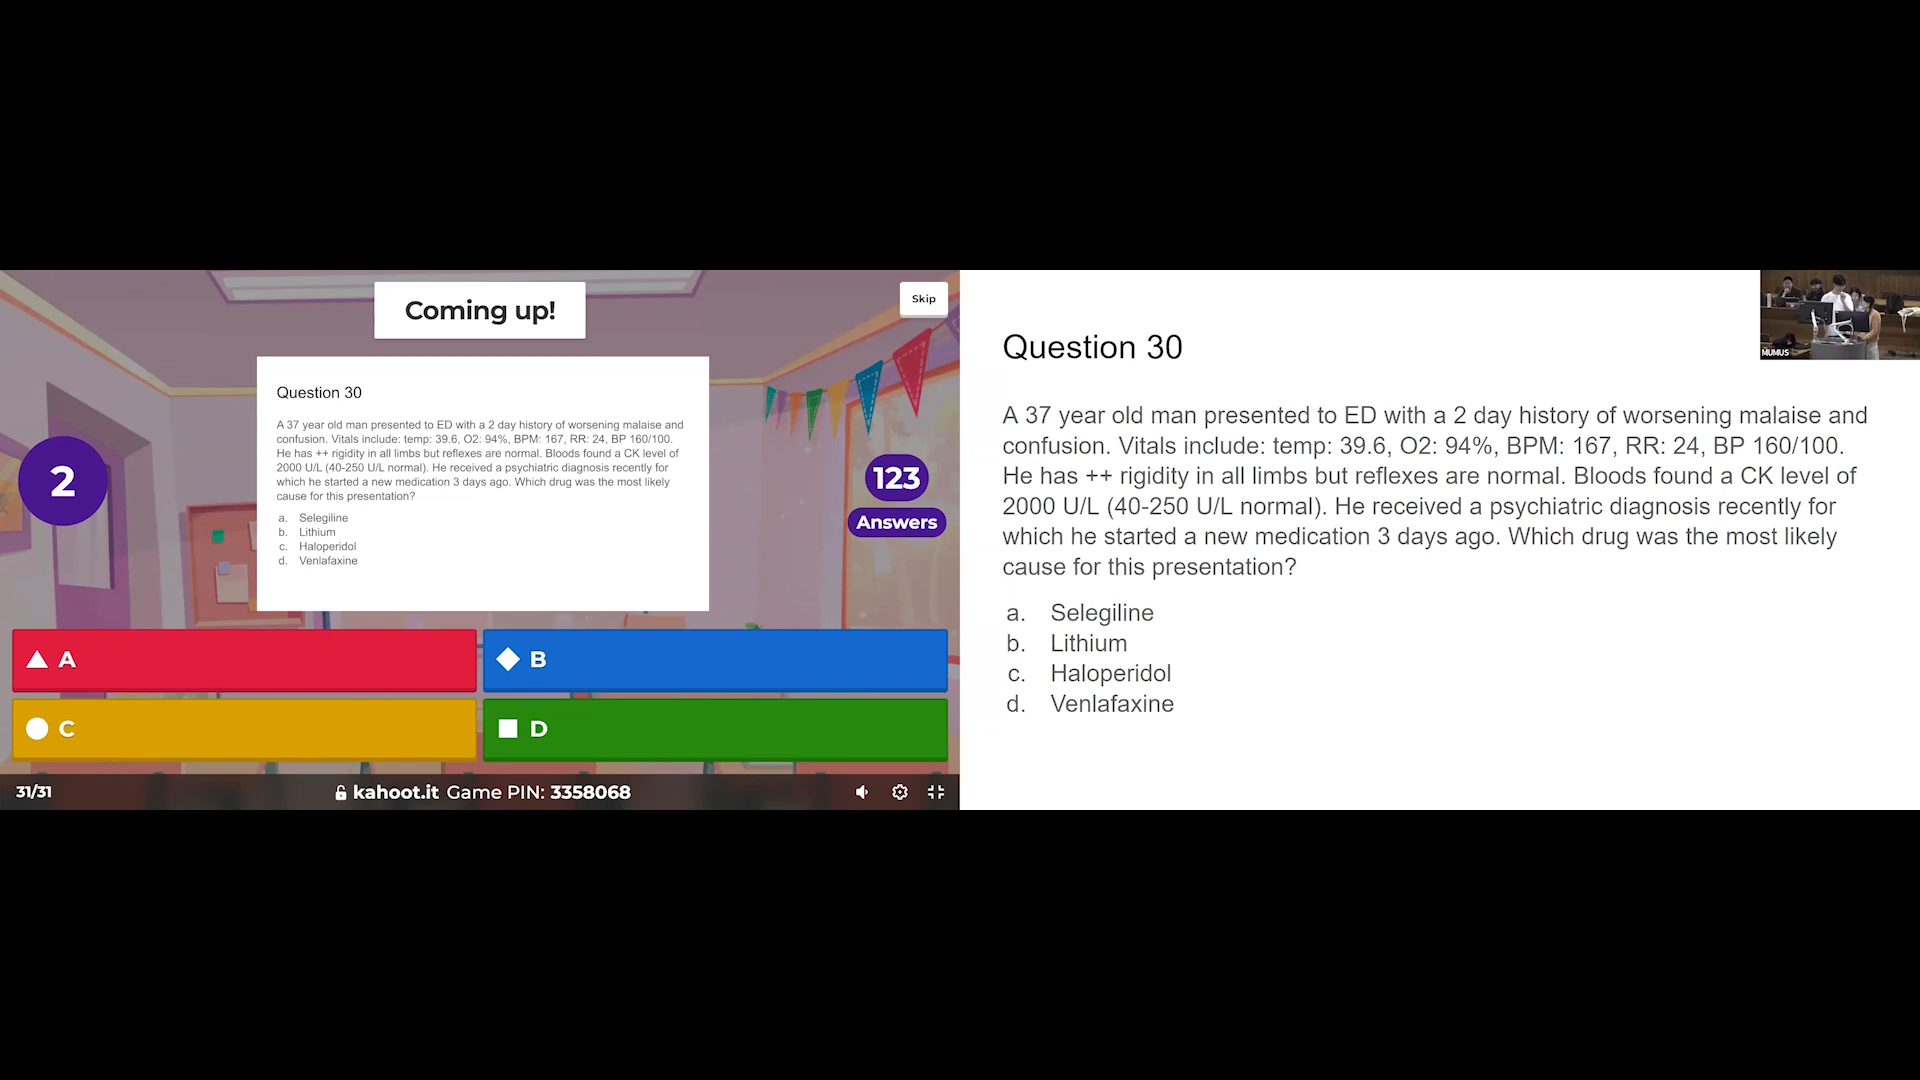 Coming up!
Skip
Question 30
A 37 year old man presented to ED with a 2 day history of worsening malaise and
confusion. Vitals include: temp: 39.6, O2: 94%, BPM: 167, RR: 24, BP 160/100.
He has ++ rigidity in all limbs but reflexes are normal. Bloods found a CK level of
2000 U/L (40-250 U/L normal). He received a psychiatric diagnosis recently for
which he started a new medication 3 days ago. Which drug was the most likely
cause for this presentation?
a. Selegiline
b. Lithium
c. Haloperidol
d. Venlafaxine
2
123
Answers
A
B
C
D
31/31
kahoot.it Game PIN: 3358068
Question 30
A 37 year old man presented to ED with a 2 day history of worsening malaise and
confusion. Vitals include: temp: 39.6, O2: 94%, BPM: 167, RR: 24, BP 160/100.
He has ++ rigidity in all limbs but reflexes are normal. Bloods found a CK level of
2000 U/L (40-250 U/L normal). He received a psychiatric diagnosis recently for
which he started a new medication 3 days ago. Which drug was the most likely
cause for this presentation?
a. Selegiline
b. Lithium
c. Haloperidol
d. Venlafaxine
MUMUS